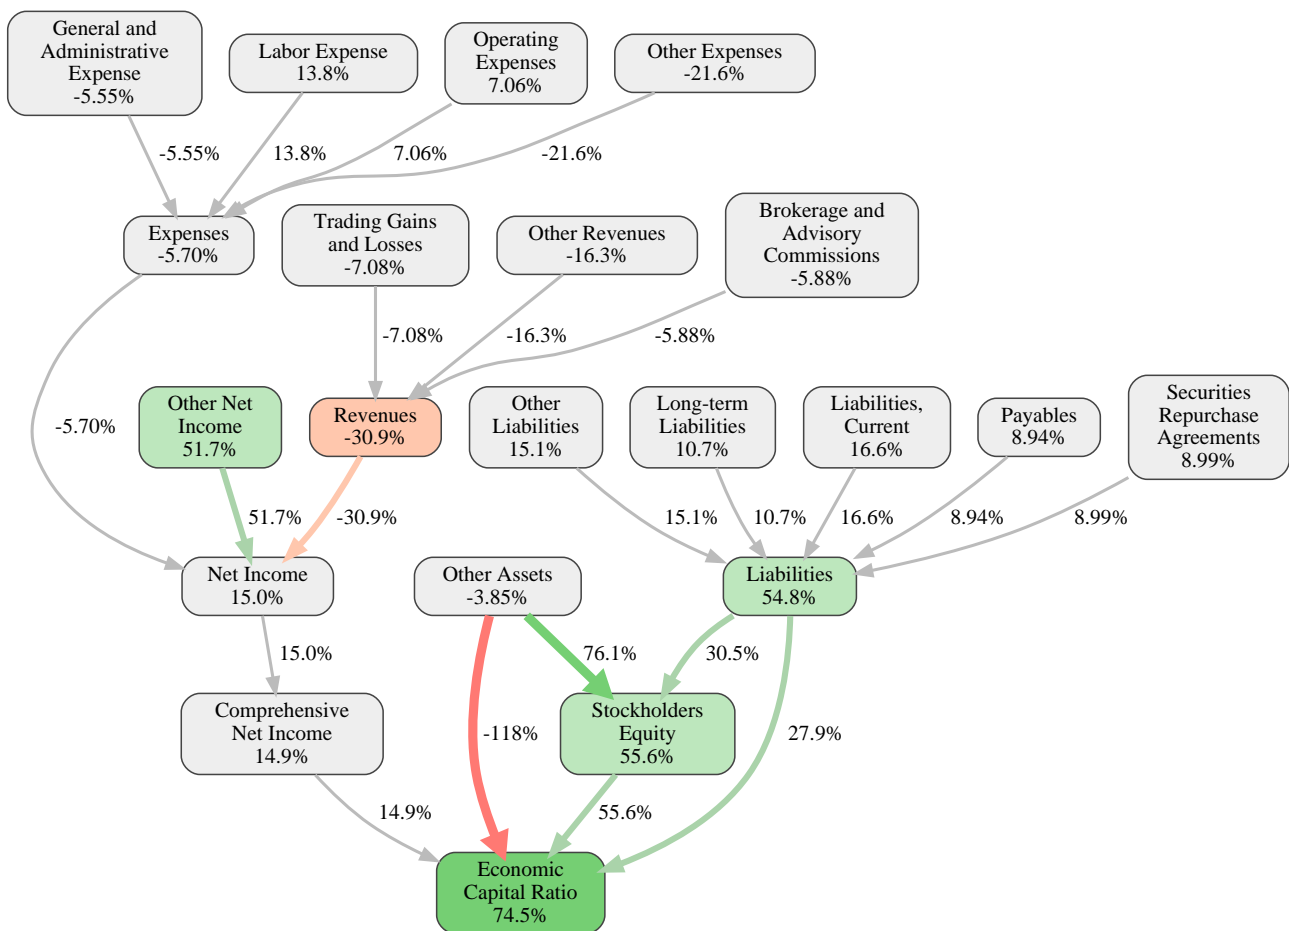 General and
Administrative
Expense
-5.55%
Labor Expense
13.8%
Operating
Expenses
7.06%
Other Expenses
-21.6%
-5.55%
13.8%
7.06%
-21.6%
Expenses
-5.70%
Trading Gains
and Losses
-7.08%
Other Revenues
-16.3%
Brokerage and
Advisory
Commissions
-5.88%
-7.08%
-16.3%
-5.88%
Other Net
Income
51.7%
Revenues
-30.9%
Other
Liabilities
15.1%
Long-term
Liabilities
10.7%
Liabilities,
Current
16.6%
Payables
8.94%
Securities
Repurchase
Agreements
8.99%
-5.70%
51.7%
-30.9%
15.1%
10.7%
16.6%
8.94%
8.99%
Net Income
15.0%
Other Assets
-3.85%
Liabilities
54.8%
15.0%
76.1%
30.5%
Comprehensive
Net Income
14.9%
-118%
Stockholders
Equity
55.6%
27.9%
14.9%
55.6%
Economic
Capital Ratio
74.5%